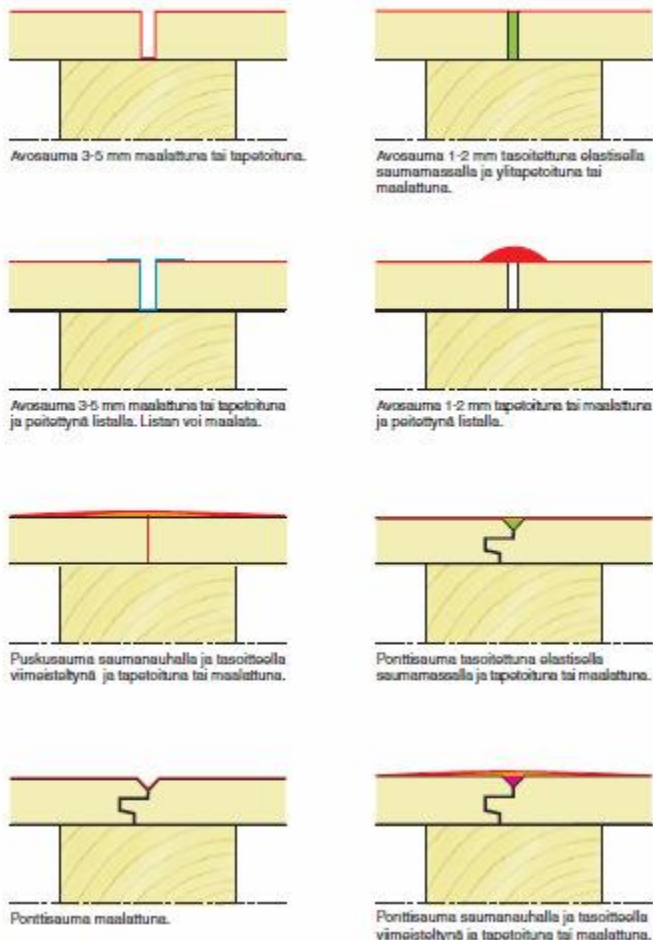 Avosauma 3-5 mm maalattuna tai tapetoituna.
Avosauma 1-2 mm tasoitettuna elastisella
saumamassalla ja ylitapetoituna tai
maalattuna.
Avosauma 3-5 mm maalattuna tai tapetoituna
ja peitettynä listalla. Listan voi maalata.
Avosauma 1-2 mm tapetoituna tai maalattuna
ja peitettynä listalla.
Puskusauma saumanauhalla ja tasoitteella
viimeisteltynä ja tapetoituna tai maalattuna.
Ponttisauma tasoitettuna elastisella
saumamassalla ja tapetoituna tai maalattuna.
Ponttisauma maalattuna.
Ponttisauma saumanauhalla ja tasoitteella
viimeisteltynä ja tapetoituna tai maalattuna.